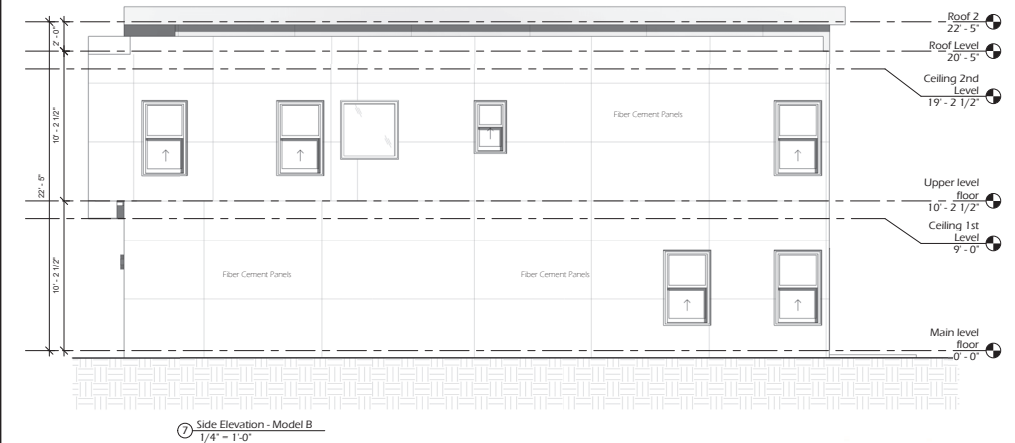 Roof 2
22' - 5"
Roof Level
20' - 5"
Ceiling 2nd
Level
19' - 2 1/2"
Upper level
floor
10' - 2 1/2"
Ceiling 1st
Level
9' - 0"
Main level
floor
0' - 0"
2' - 0"
10' - 2 1/2"
22' - 5"
10' - 2 1/2"
Fiber Cement Panels
Fiber Cement Panels
Fiber Cement Panels
7
Side Elevation - Model B
1/4" = 1'-0"